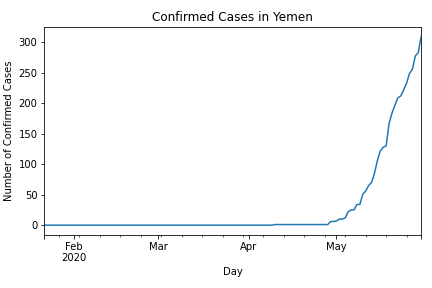 Confirmed Cases in Yemen
Number of Confirmed Cases
300
250
200
150
100
50
0
Feb
2020
Mar
Apr
May
Day